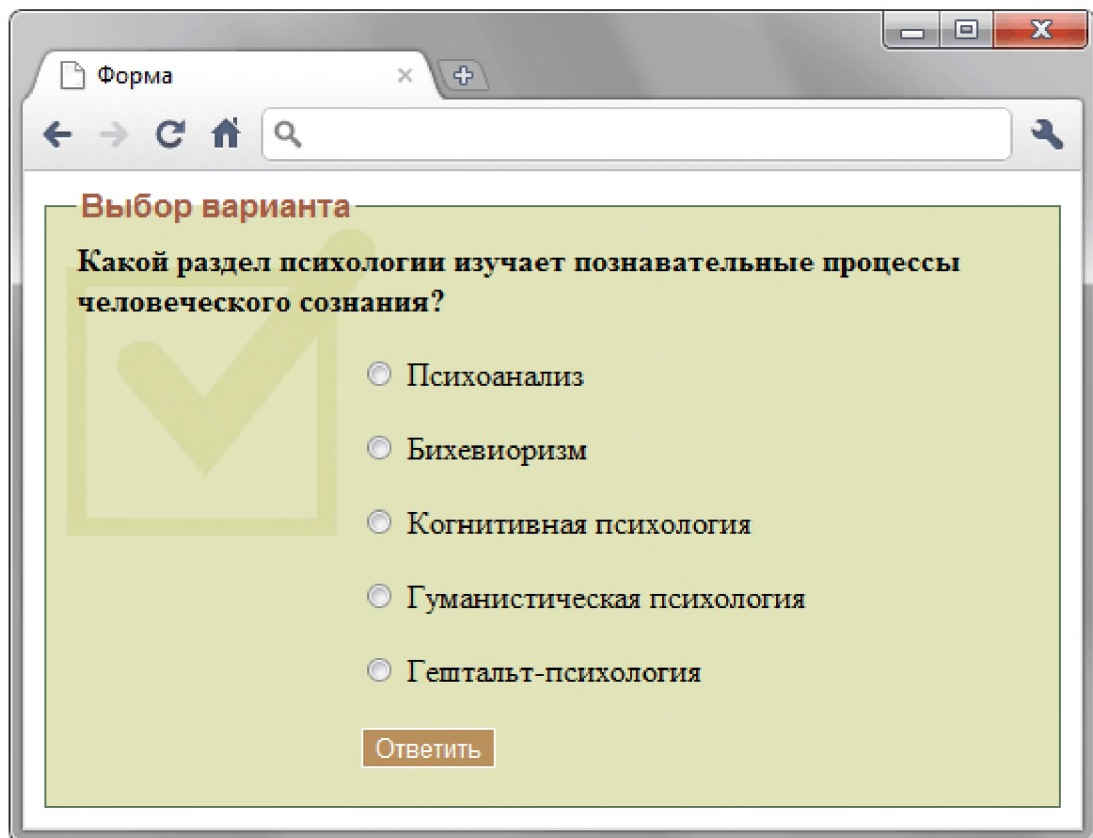 Форма
Выбор варианта
Какой раздел психологии изучает познавательные процессы
человеческого сознания?
Психоанализ
Бихевиоризм
Когнитивная психология
Гуманистическая психология
Гештальт-психология
Ответить